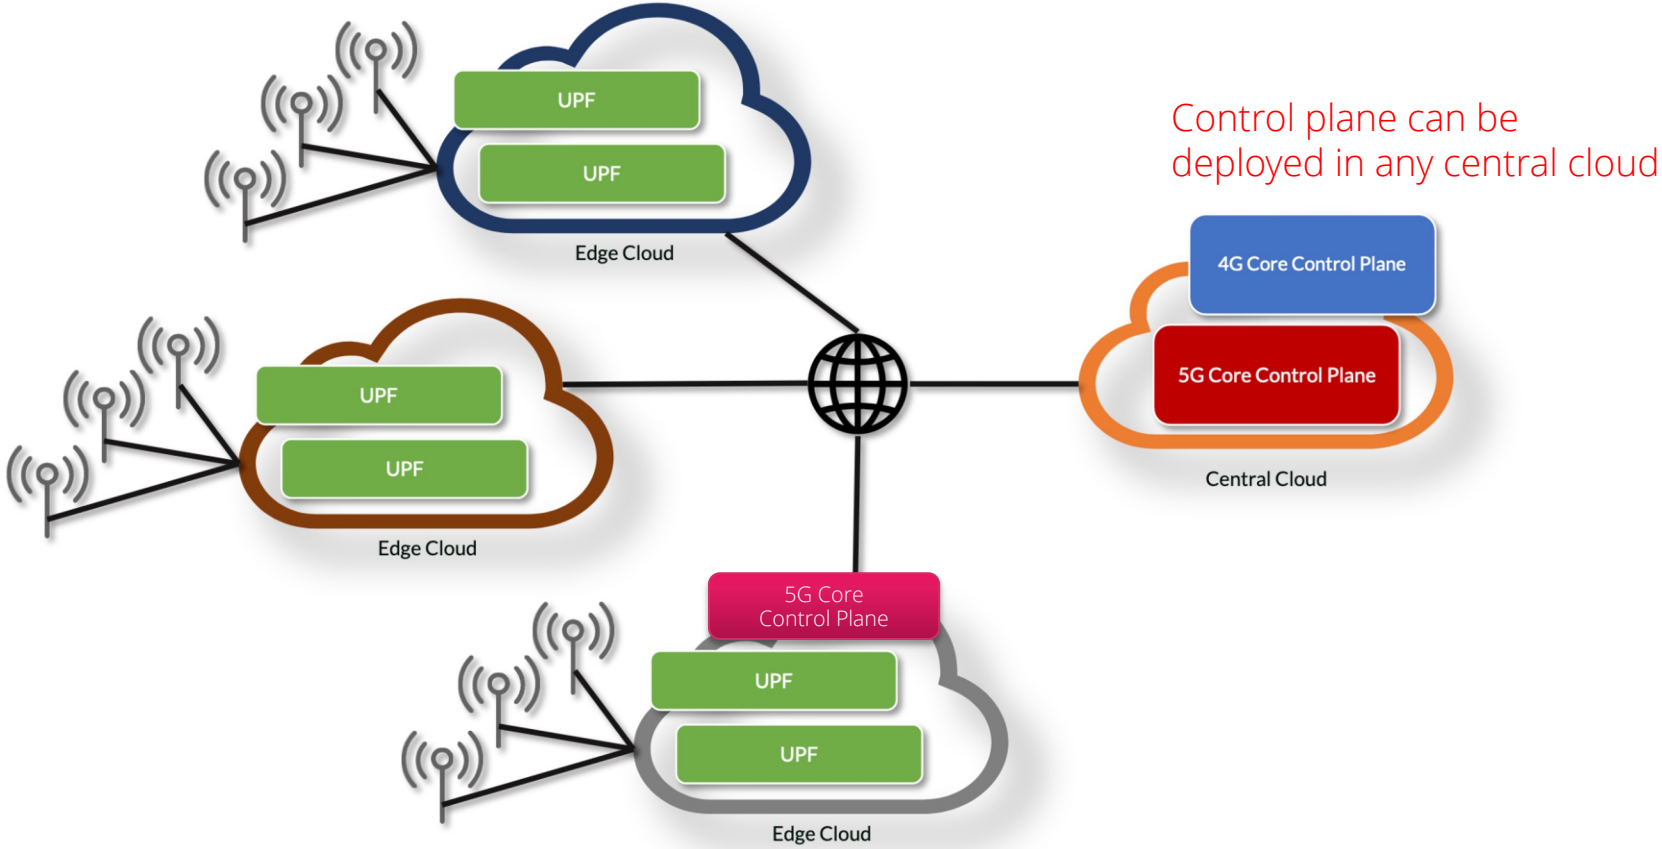 UPF
UPF
Edge Cloud
Control plane can be
deployed in any central cloud
4G Core Control Plane
5G Core Control Plane
Central Cloud
UPF
UPF
Edge Cloud
5G Core
Control Plane
UPF
UPF
Edge Cloud